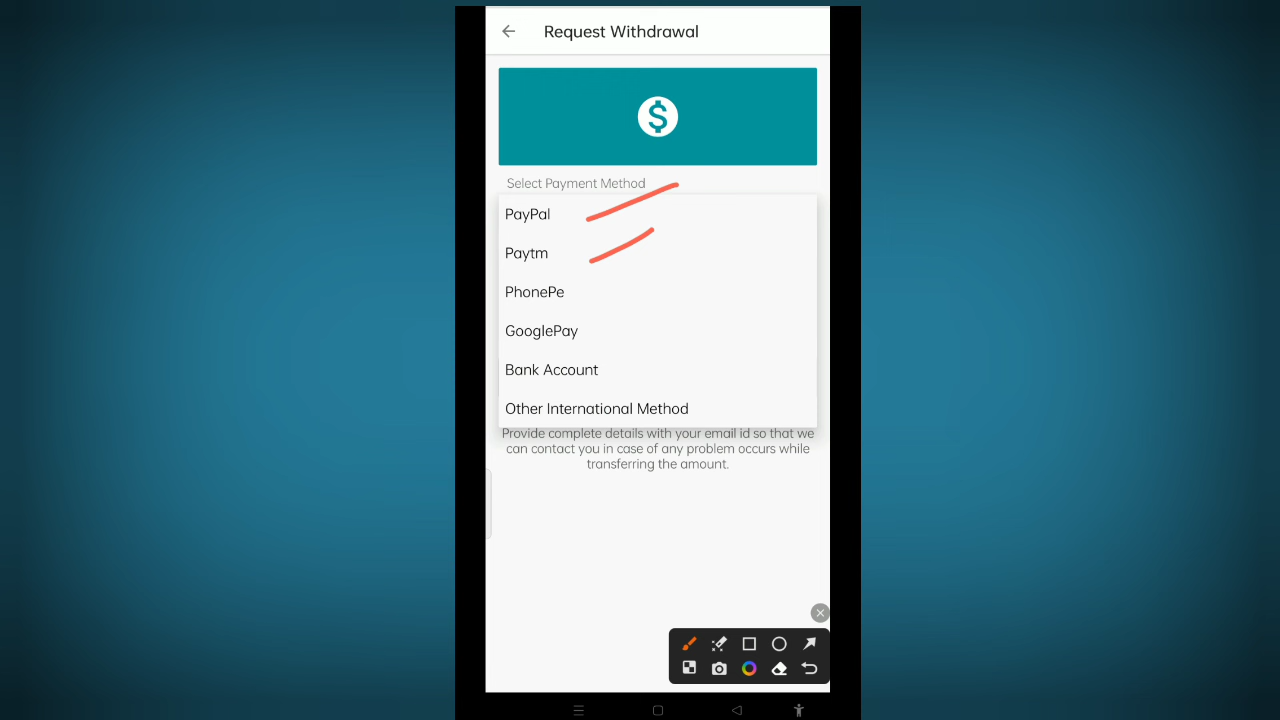 Request Withdrawal
$
Select Payment Method
PayPal
Paytm
PhonePe
GooglePay
Bank Account
Other International Method
Provide complete details with your email id so that we
can contact you in case of any problem occurs while
transferring the amount.